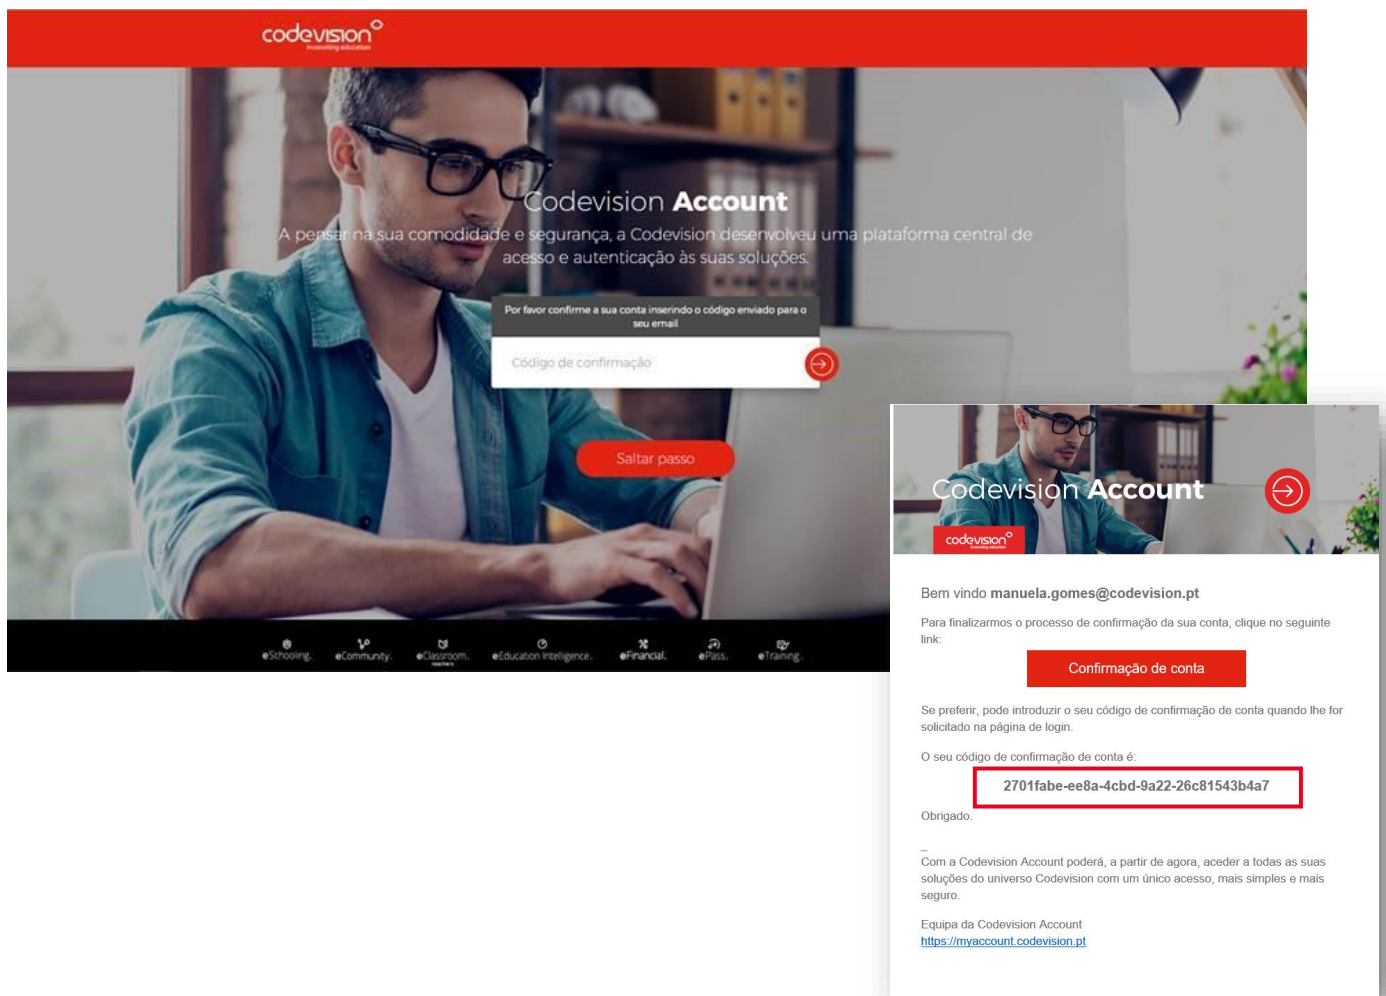 codevision
innovating education
Codevision Account
A pensar na sua comodidade e segurança, a Codevision desenvolveu uma plataforma central de
acesso e autenticação às suas soluções.
Por favor confirme a sua conta inserindo o código enviado para o
seu email
Código de confirmação
Saltar passo
eSchooling.
eCommunity.
eClassroom.
teachers
eEducation Intelligence.
eFinancial.
ePass.
eTraining.
Codevision Account
codevision
innovating education
Bem vindo manuela.gomes@codevision.pt
Para finalizarmos o processo de confirmação da sua conta, clique no seguinte
link:
Confirmação de conta
Se preferir, pode introduzir o seu código de confirmação de conta quando lhe for
solicitado na página de login.
O seu código de confirmação de conta é:
2701fabe-ee8a-4cbd-9a22-26c81543b4a7
Obrigado.
_
Com a Codevision Account poderá, a partir de agora, aceder a todas as suas
soluções do universo Codevision com um único acesso, mais simples e mais
seguro.
Equipa da Codevision Account
https://myaccount.codevision.pt